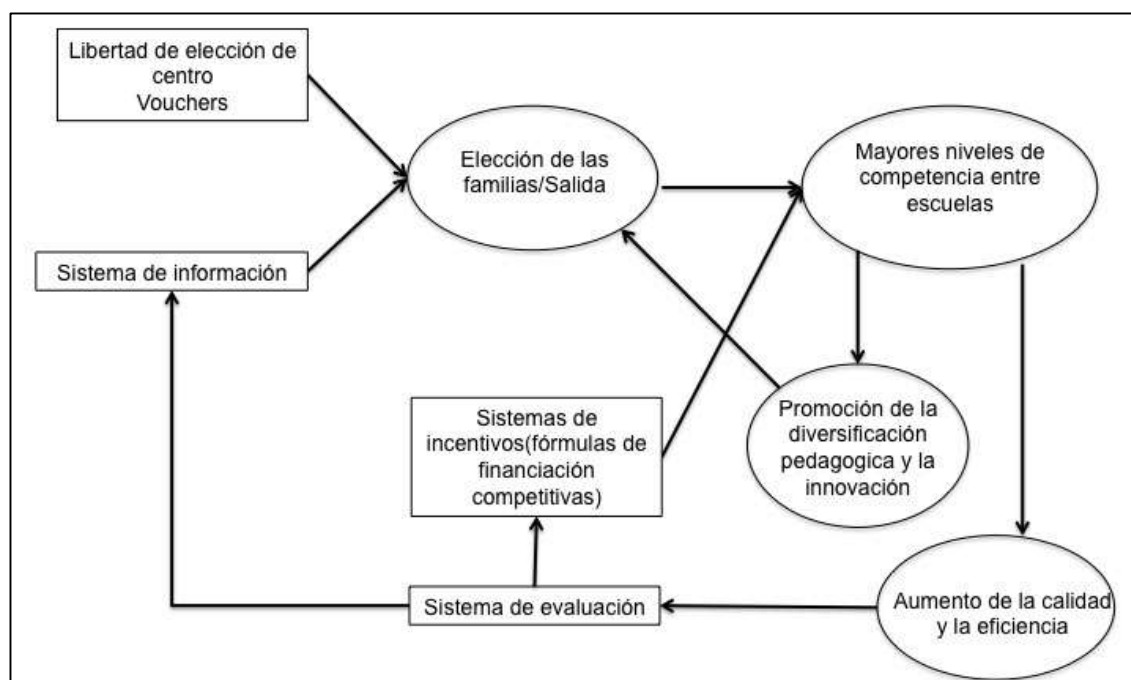 Libertad de elección de
centro
Vouchers
Elección de las
familias/Salida
Mayores niveles de
competencia entre
escuelas
Sistema de información
Sistemas de
incentivos(fórmulas de
financiación
competitivas)
Promoción de la
diversificación
pedagogica y la
innovación
Sistema de evaluación
Aumento de la calidad
y la eficiencia